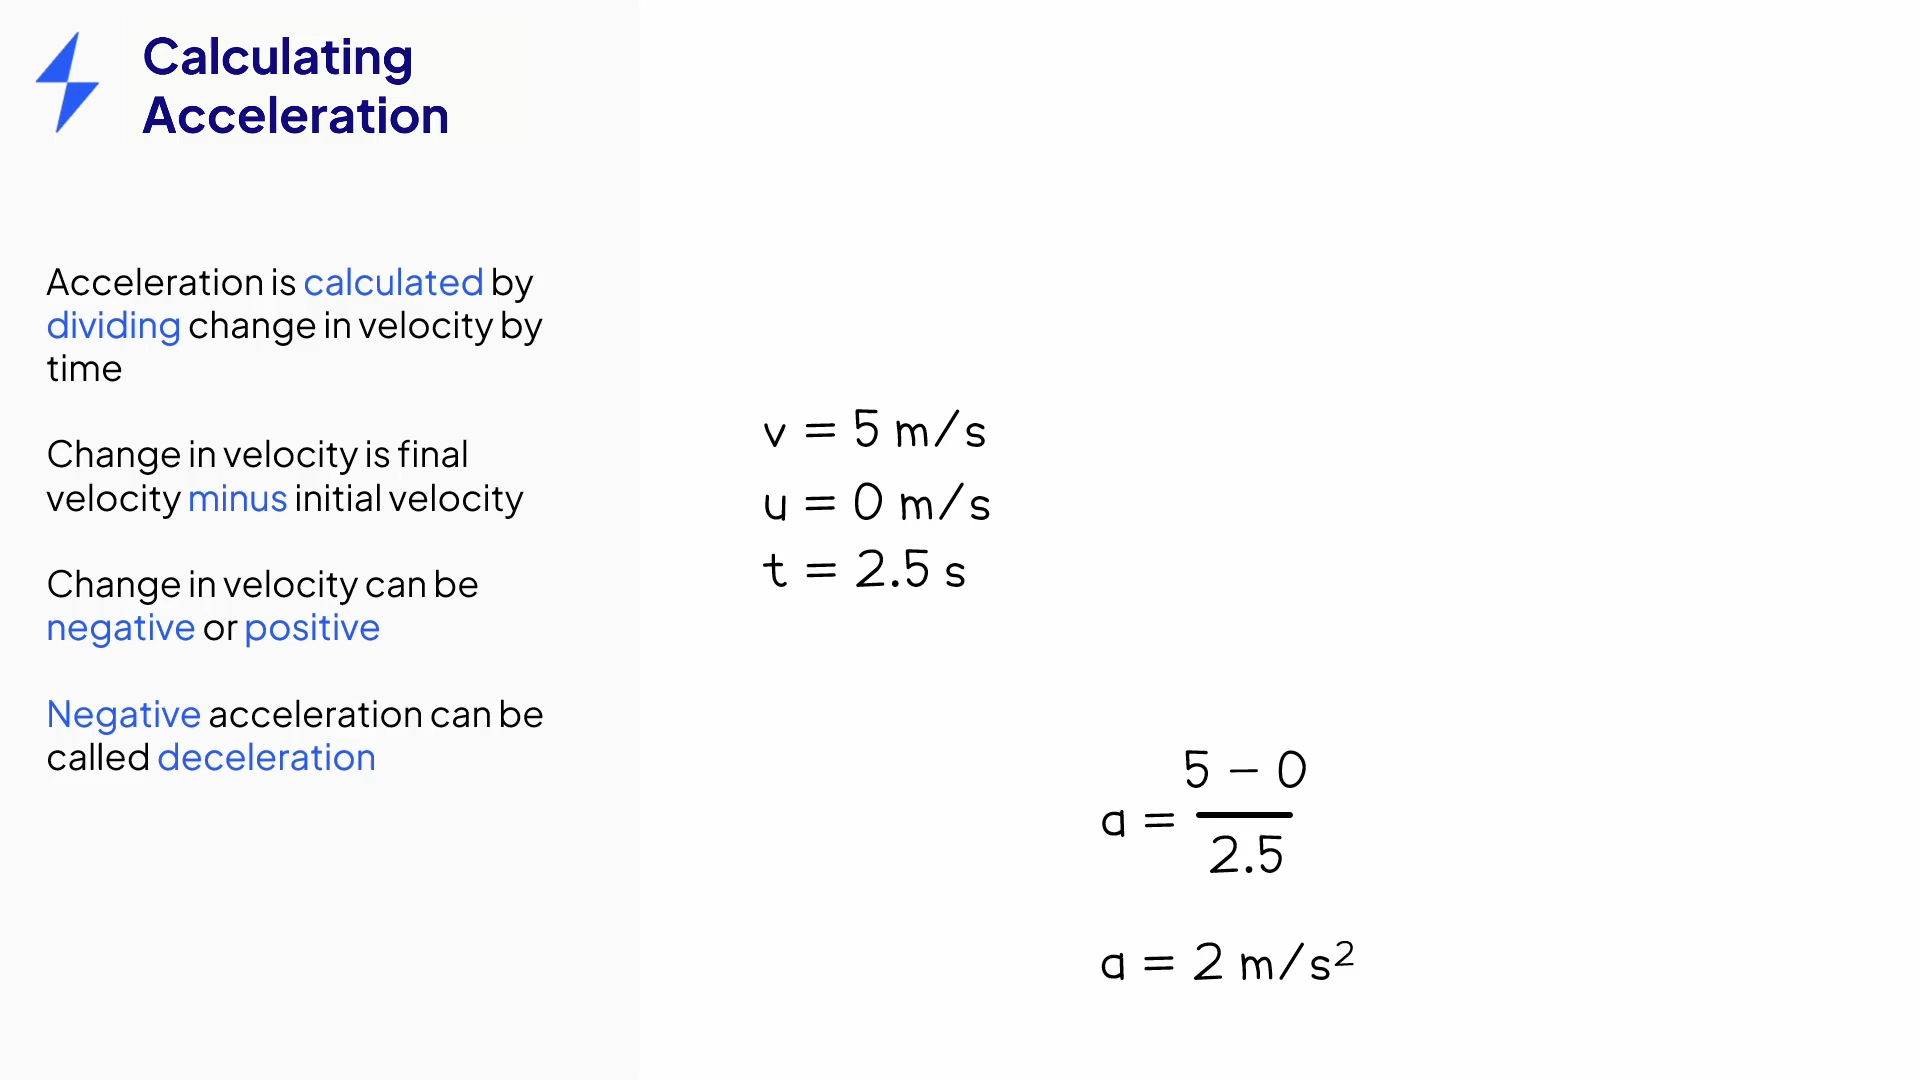 Calculating
Acceleration
Acceleration is calculated by
dividing change in velocity by
time
Change in velocity is final
velocity minus initial velocity
Change in velocity can be
negative or positive
Negative acceleration can be
called deceleration
v = 5 m/s
u = 0 m/s
t = 2.5 s
5 – 0
a =
2.5
a = 2 m/s²